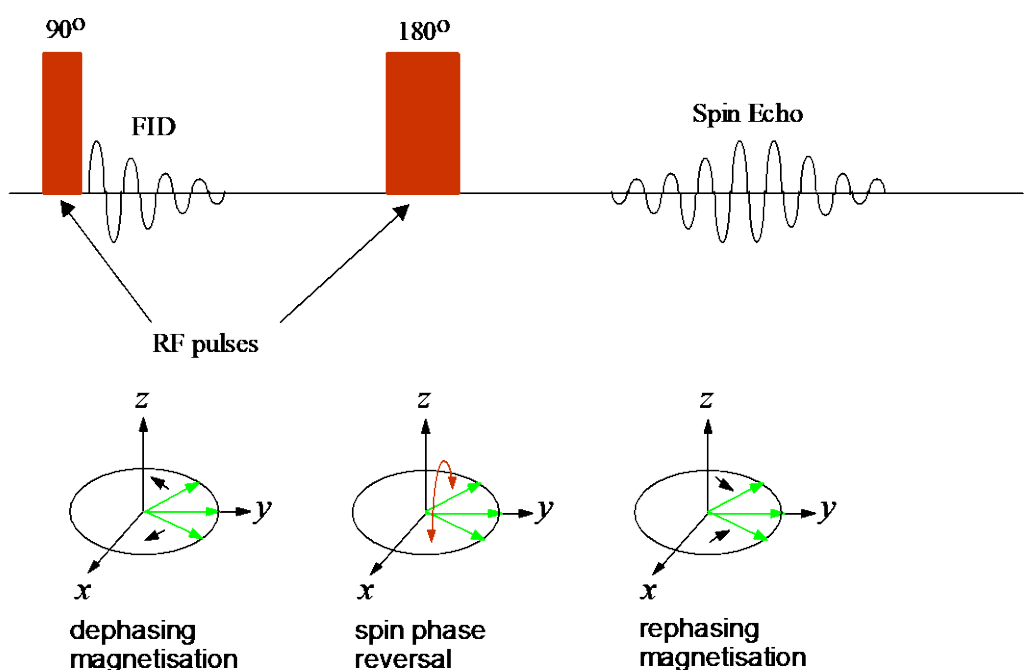 90º
180º
FID
Spin Echo
RF pulses
z
y
x
dephasing
magnetisation
z
y
x
spin phase
reversal
z
y
x
rephasing
magnetisation